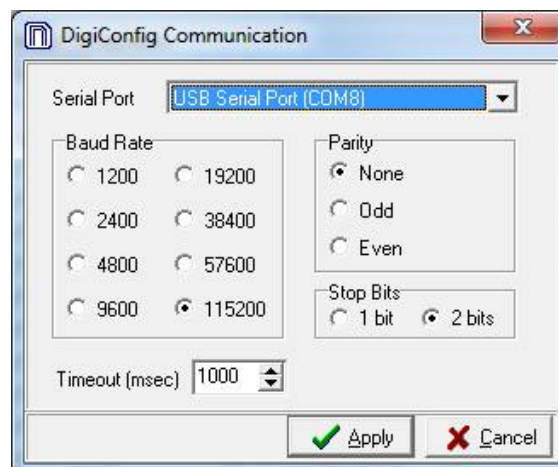 DigiConfig Communication
Serial Port USB Serial Port (COM8)
Baud Rate
1200 19200
2400 38400
4800 57600
9600 115200
Parity
None
Odd
Even
Stop Bits
1 bit 2 bits
Timeout (msec) 1000
Apply Cancel